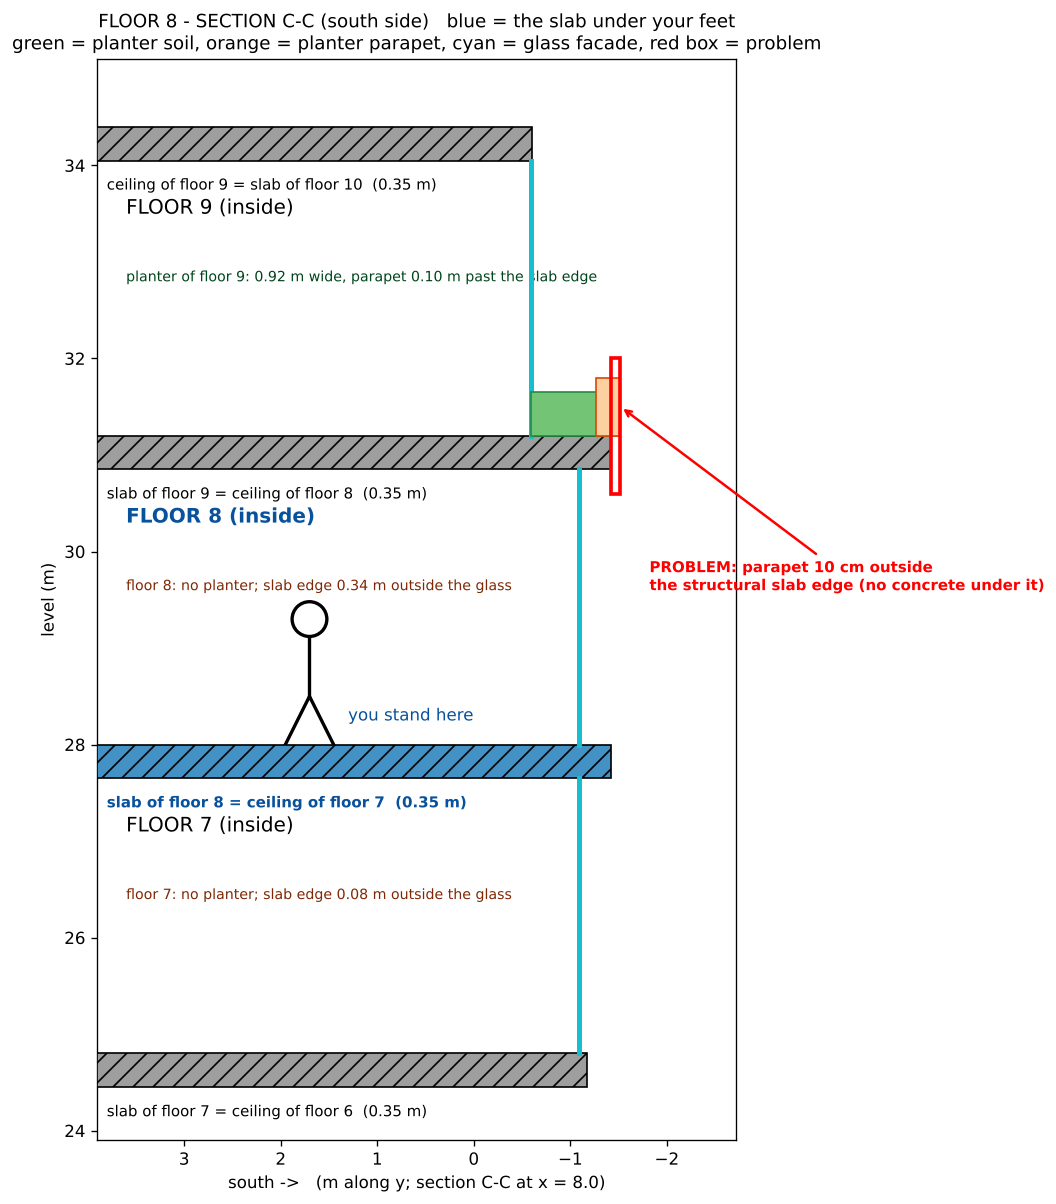 FLOOR 8 - SECTION C-C (south side)   blue = the slab under your feet
green = planter soil, orange = planter parapet, cyan = glass facade, red box = problem
34
ceiling of floor 9 = slab of floor 10  (0.35 m)
FLOOR 9 (inside)
planter of floor 9: 0.92 m wide, parapet 0.10 m past the slab edge
32
slab of floor 9 = ceiling of floor 8  (0.35 m)
FLOOR 8 (inside)
30
PROBLEM: parapet 10 cm outside
the structural slab edge (no concrete under it)
floor 8: no planter; slab edge 0.34 m outside the glass
level (m)
you stand here
28
slab of floor 8 = ceiling of floor 7  (0.35 m)
FLOOR 7 (inside)
floor 7: no planter; slab edge 0.08 m outside the glass
26
slab of floor 7 = ceiling of floor 6  (0.35 m)
24
3 2 1 0 −1 −2
south ->   (m along y; section C-C at x = 8.0)